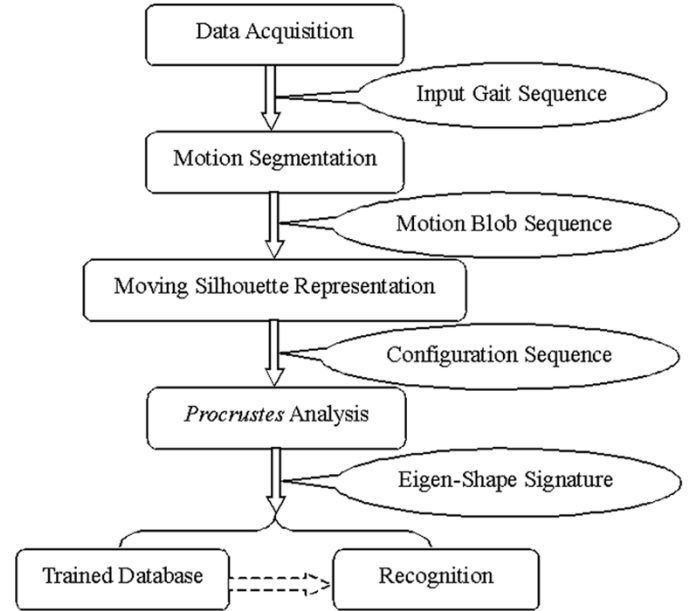 Data Acquisition
Input Gait Sequence
Motion Segmentation
Motion Blob Sequence
Moving Silhouette Representation
Configuration Sequence
Procrustes Analysis
Eigen-Shape Signature
Trained Database
Recognition